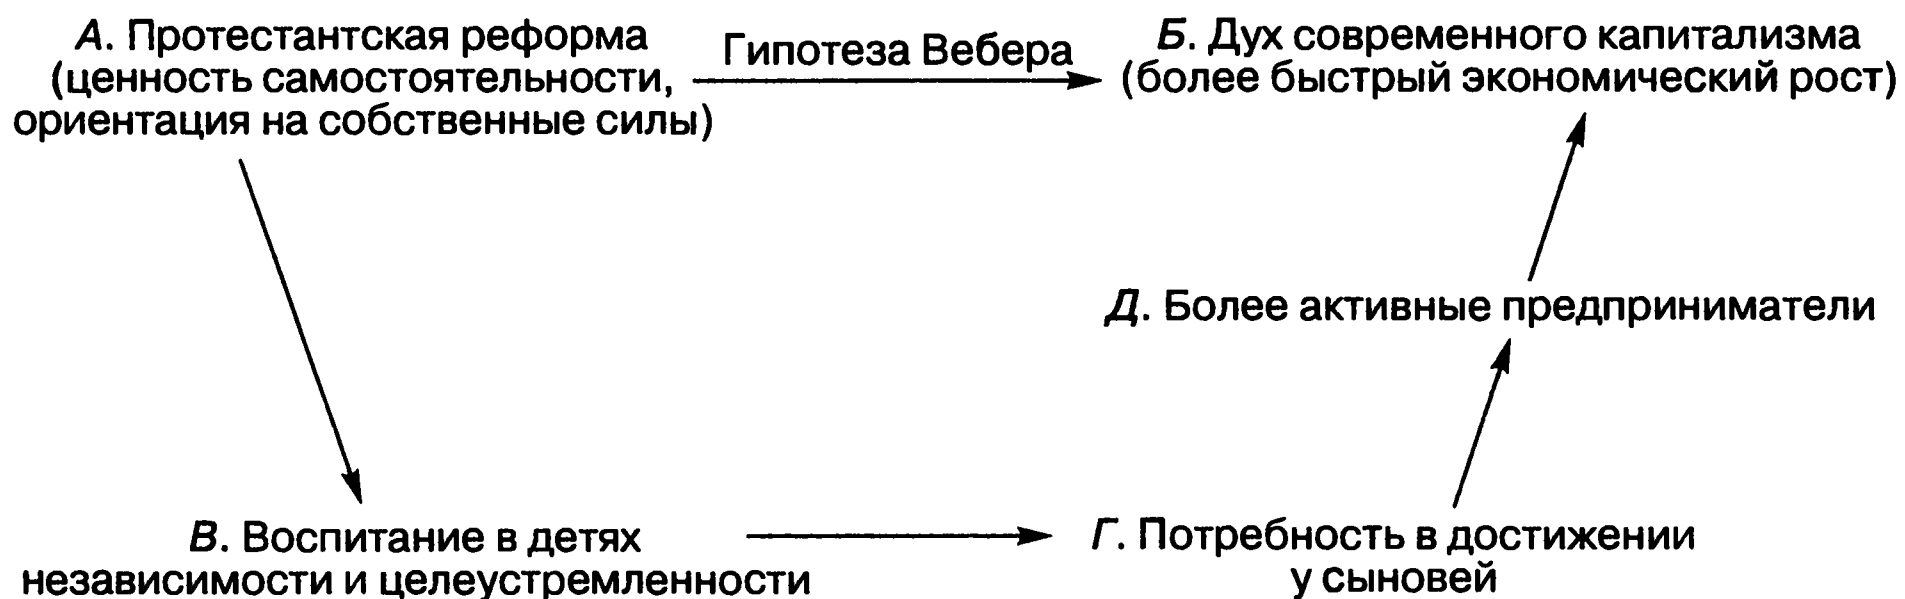 А. Протестантская реформа
(ценность самостоятельности,
ориентация на собственные силы)
Гипотеза Вебера
Б. Дух современного капитализма
(более быстрый экономический рост)
Д. Более активные предприниматели
В. Воспитание в детях
независимости и целеустремленности
Г. Потребность в достижении
у сыновей